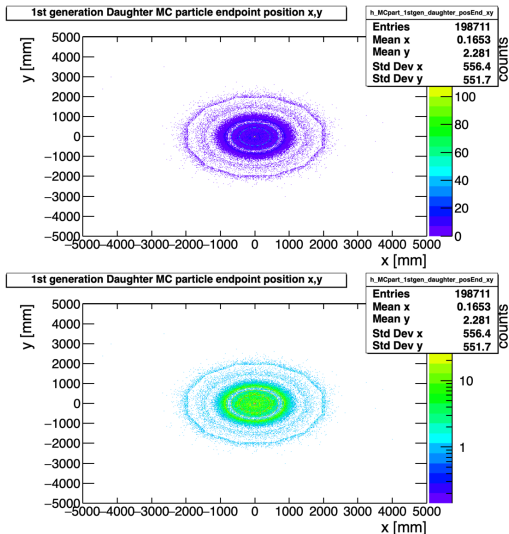 1st generation Daughter MC particle endpoint position x,y
h_MCpart_1stgen_daughter_posEnd_xy
Entries 198711
Mean x 0.1653
Mean y 2.281
Std Dev x 556.4
Std Dev y 551.7
y [mm]
5000
4000
3000
2000
1000
0
−1000
−2000
−3000
−4000
−5000
−5000 −4000 −3000 −2000 −1000 0 1000 2000 3000 4000 5000
x [mm]
counts
100
80
60
40
20
0
1st generation Daughter MC particle endpoint position x,y
h_MCpart_1stgen_daughter_posEnd_xy
Entries 198711
Mean x 0.1653
Mean y 2.281
Std Dev x 556.4
Std Dev y 551.7
y [mm]
5000
4000
3000
2000
1000
0
−1000
−2000
−3000
−4000
−5000
−5000 −4000 −3000 −2000 −1000 0 1000 2000 3000 4000 5000
x [mm]
counts
10
1